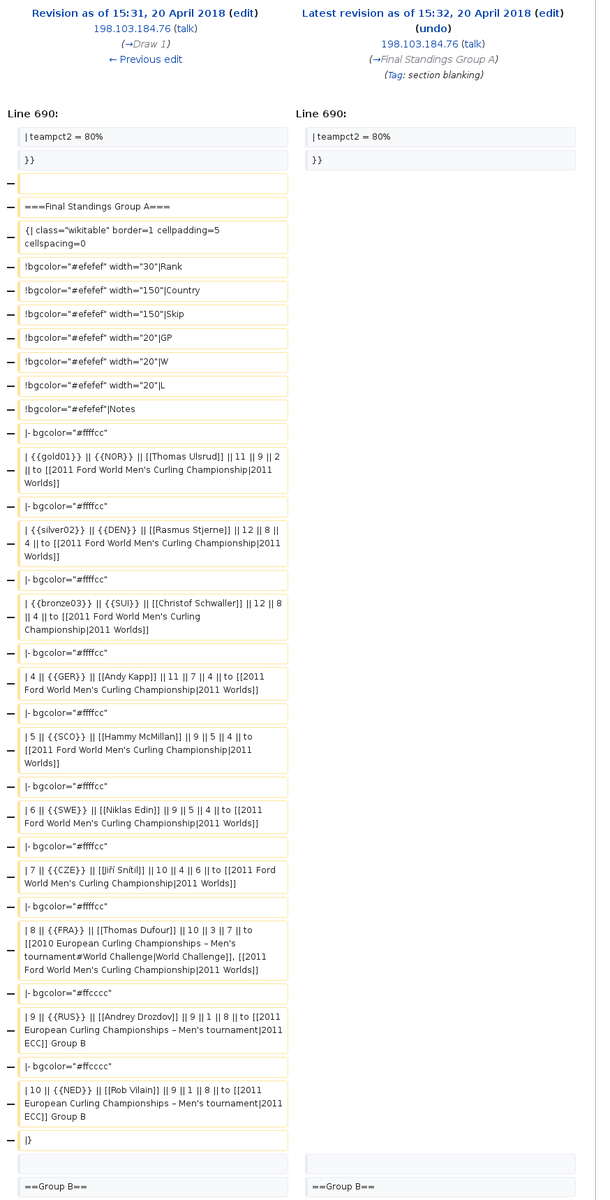 Revision as of 15:31, 20 April 2018 (edit)
198.103.184.76 (talk)
(→Draw 1)
← Previous edit
Latest revision as of 15:32, 20 April 2018 (edit)
(undo)
198.103.184.76 (talk)
(→Final Standings Group A)
(Tag: section blanking)
Line 690:
Line 690:
| teampct2 = 80%
| teampct2 = 80%
}}
}}
−
− ===Final Standings Group A===
− {| class="wikitable" border=1 cellpadding=5
cellspacing=0
− !bgcolor="#efefef" width="30"|Rank
− !bgcolor="#efefef" width="150"|Country
− !bgcolor="#efefef" width="150"|Skip
− !bgcolor="#efefef" width="20"|GP
− !bgcolor="#efefef" width="20"|W
− !bgcolor="#efefef" width="20"|L
− !bgcolor="#efefef"|Notes
− |- bgcolor="#ffffcc"
− | {{gold01}} || {{NOR}} || [[Thomas Ulsrud]] || 11 || 9 || 2
|| to [[2011 Ford World Men's Curling Championship|2011
Worlds]]
− |- bgcolor="#ffffcc"
− | {{silver02}} || {{DEN}} || [[Rasmus Stjerne]] || 12 || 8 ||
4 || to [[2011 Ford World Men's Curling Championship|2011
Worlds]]
− |- bgcolor="#ffffcc"
− | {{bronze03}} || {{SUI}} || [[Christof Schwaller]] || 12 || 8
|| 4 || to [[2011 Ford World Men's Curling
Championship|2011 Worlds]]
− |- bgcolor="#ffffcc"
− | 4 || {{GER}} || [[Andy Kapp]] || 11 || 7 || 4 || to [[2011
Ford World Men's Curling Championship|2011 Worlds]]
− |- bgcolor="#ffffcc"
− | 5 || {{SCO}} || [[Hammy McMillan]] || 9 || 5 || 4 || to
[[2011 Ford World Men's Curling Championship|2011
Worlds]]
− |- bgcolor="#ffffcc"
− | 6 || {{SWE}} || [[Niklas Edin]] || 9 || 5 || 4 || to [[2011
Ford World Men's Curling Championship|2011 Worlds]]
− |- bgcolor="#ffffcc"
− | 7 || {{CZE}} || [[Jiří Snítil]] || 10 || 4 || 6 || to [[2011 Ford
World Men's Curling Championship|2011 Worlds]]
− |- bgcolor="#ffffcc"
− | 8 || {{FRA}} || [[Thomas Dufour]] || 10 || 3 || 7 || to
[[2010 European Curling Championships – Men's
tournament#World Challenge|World Challenge]], [[2011
Ford World Men's Curling Championship|2011 Worlds]]
− |- bgcolor="#ffcccc"
− | 9 || {{RUS}} || [[Andrey Drozdov]] || 9 || 1 || 8 || to [[2011
European Curling Championships – Men's tournament|2011
ECC]] Group B
− |- bgcolor="#ffcccc"
− | 10 || {{NED}} || [[Rob Vilain]] || 9 || 1 || 8 || to [[2011
European Curling Championships – Men's tournament|2011
ECC]] Group B
− |}
==Group B==
==Group B==